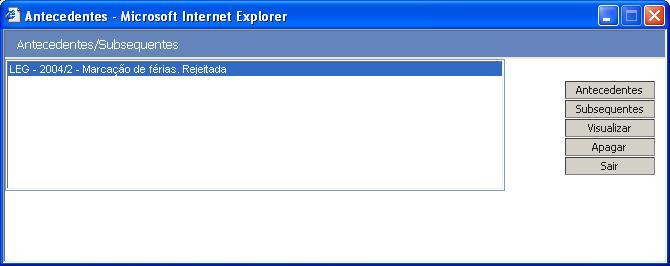 Antecedentes - Microsoft Internet Explorer
Antecedentes/Subsequentes
LEG - 2004/2 - Marcação de férias. Rejeitada
Antecedentes
Subsequentes
Visualizar
Apagar
Sair